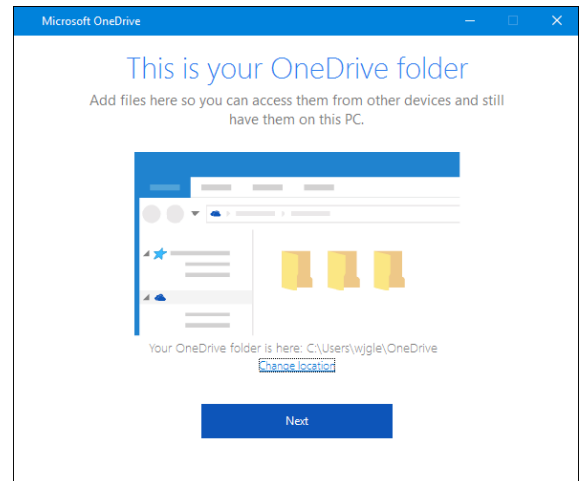 Microsoft OneDrive
This is your OneDrive folder
Add files here so you can access them from other devices and still
have them on this PC.
Your OneDrive folder is here: C:\Users\wjgle\OneDrive
Change location
Next